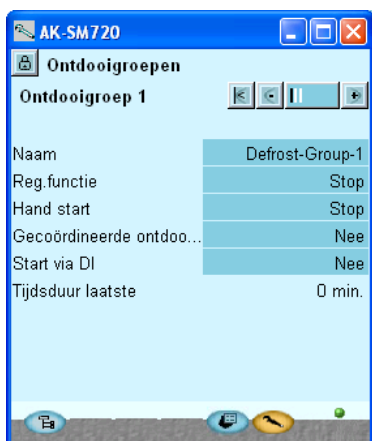 AK-SM720
Ontdooigroepen
Ontdooigroep 1
Naam Defrost-Group-1
Reg.functie Stop
Hand start Stop
Gecoördineerde ontdoo... Nee
Start via DI Nee
Tijdsduur laatste 0 min.